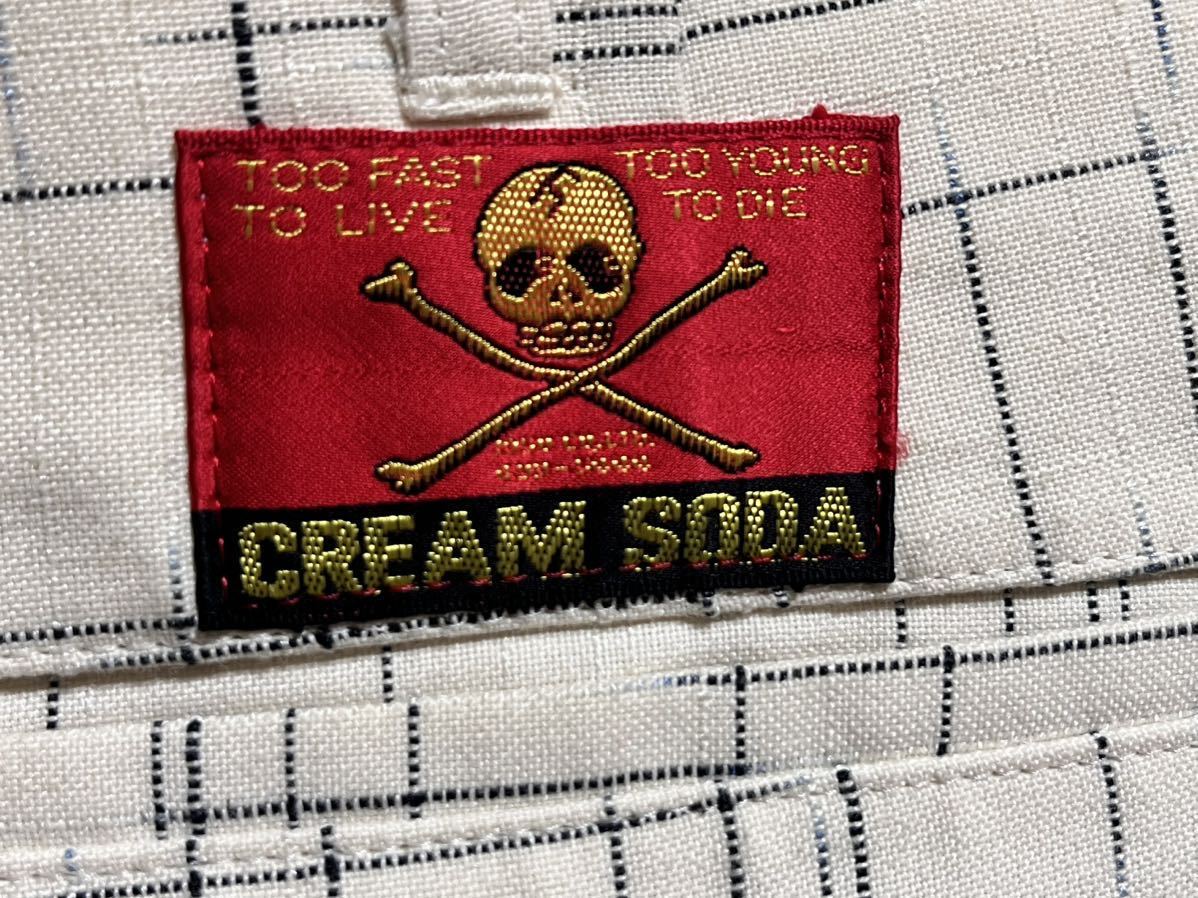 TOO FAST
TO LIVE
TOO YOUNG
TO DIE
CREAM SODA